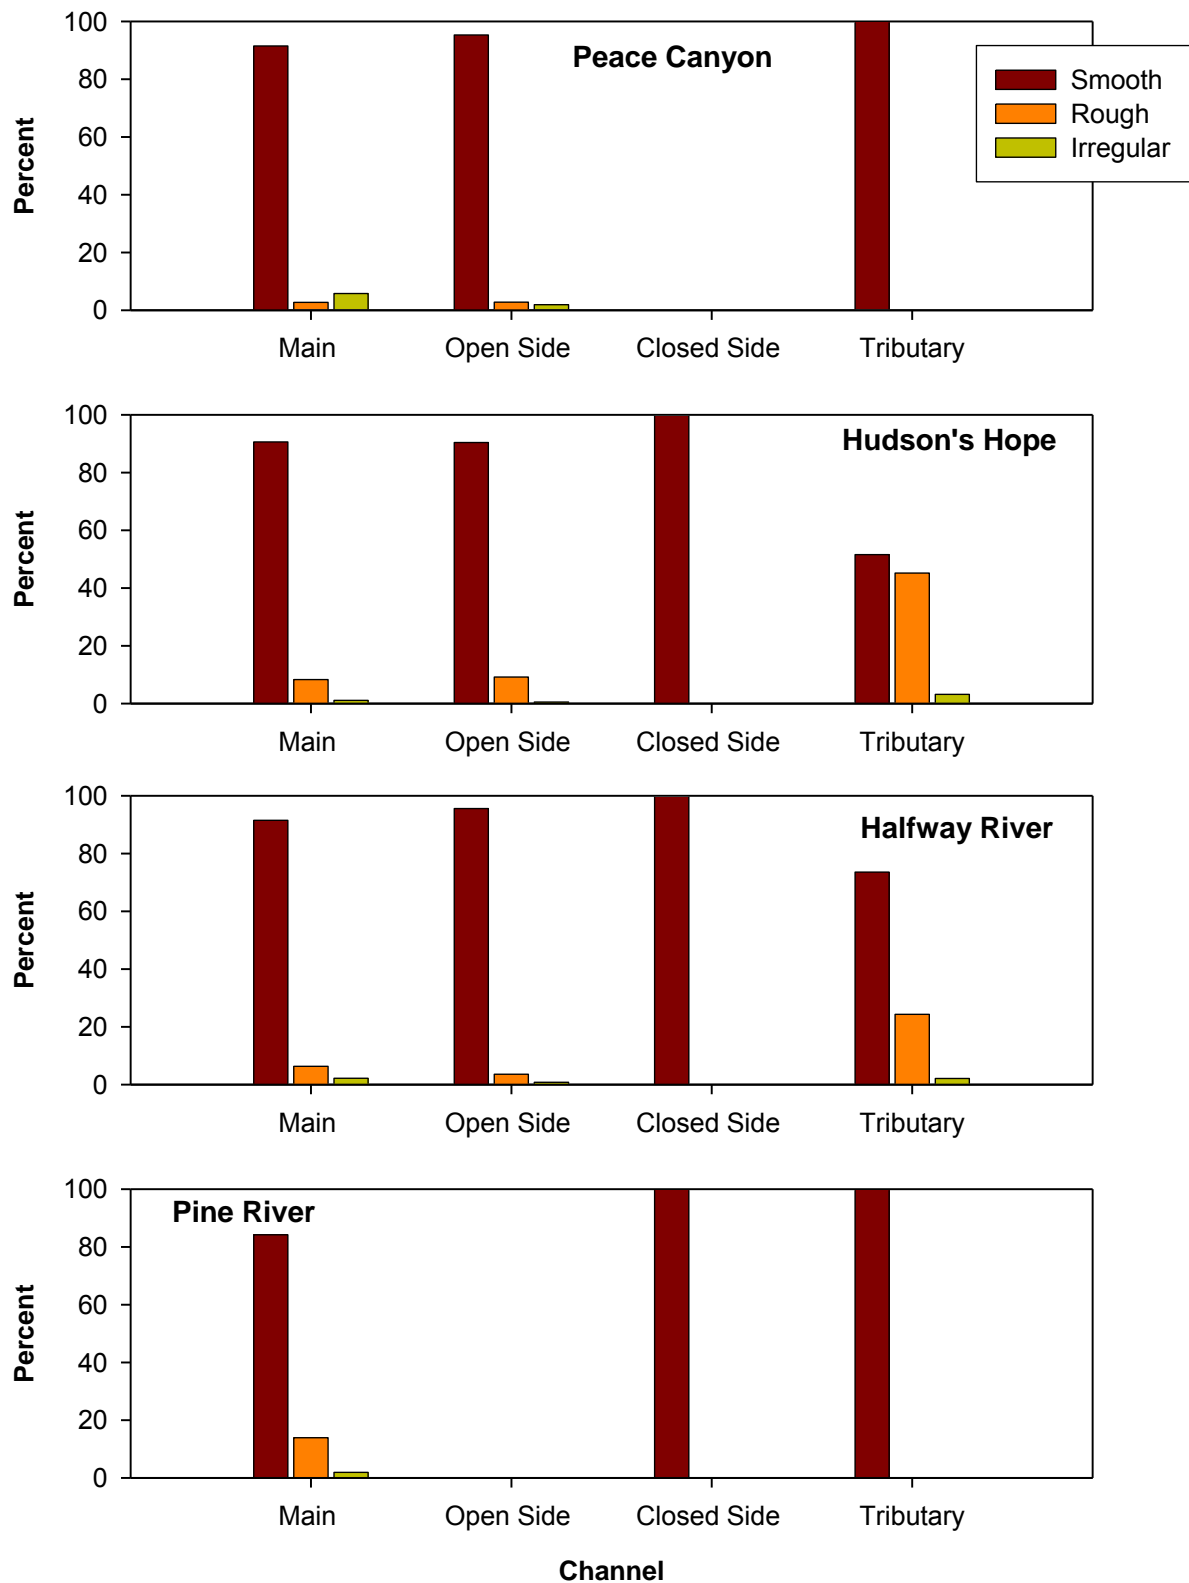 Peace Canyon
Smooth
Rough
Irregular
Percent
100
80
60
40
20
0
Main Open Side Closed Side Tributary
Hudson's Hope
Percent
100
80
60
40
20
0
Main Open Side Closed Side Tributary
Halfway River
Percent
100
80
60
40
20
0
Main Open Side Closed Side Tributary
Pine River
Percent
100
80
60
40
20
0
Main Open Side Closed Side Tributary
Channel